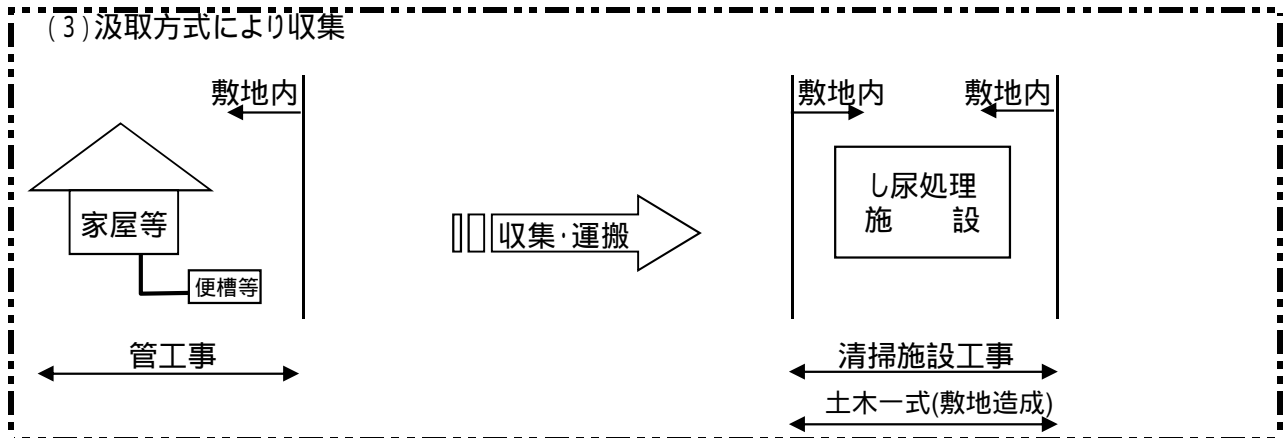 (3)汲取方式により収集
敷地内
敷地内
敷地内
家屋等
便槽等
収集・運搬
し尿処理
施　設
管工事
清掃施設工事
土木一式(敷地造成)